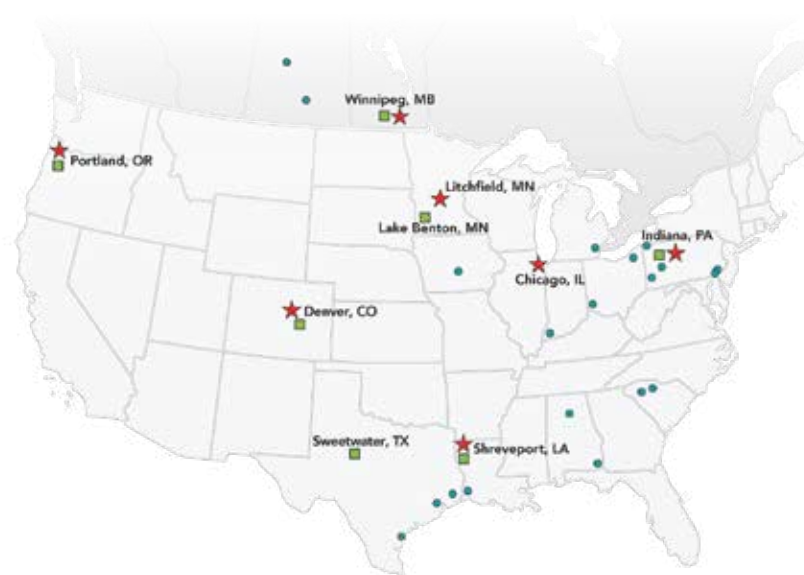 Winnipeg, MB
Portland, OR
Litchfield, MN
Lake Benton, MN
Indiana, PA
Chicago, IL
Denver, CO
Sweetwater, TX
Shreveport, LA